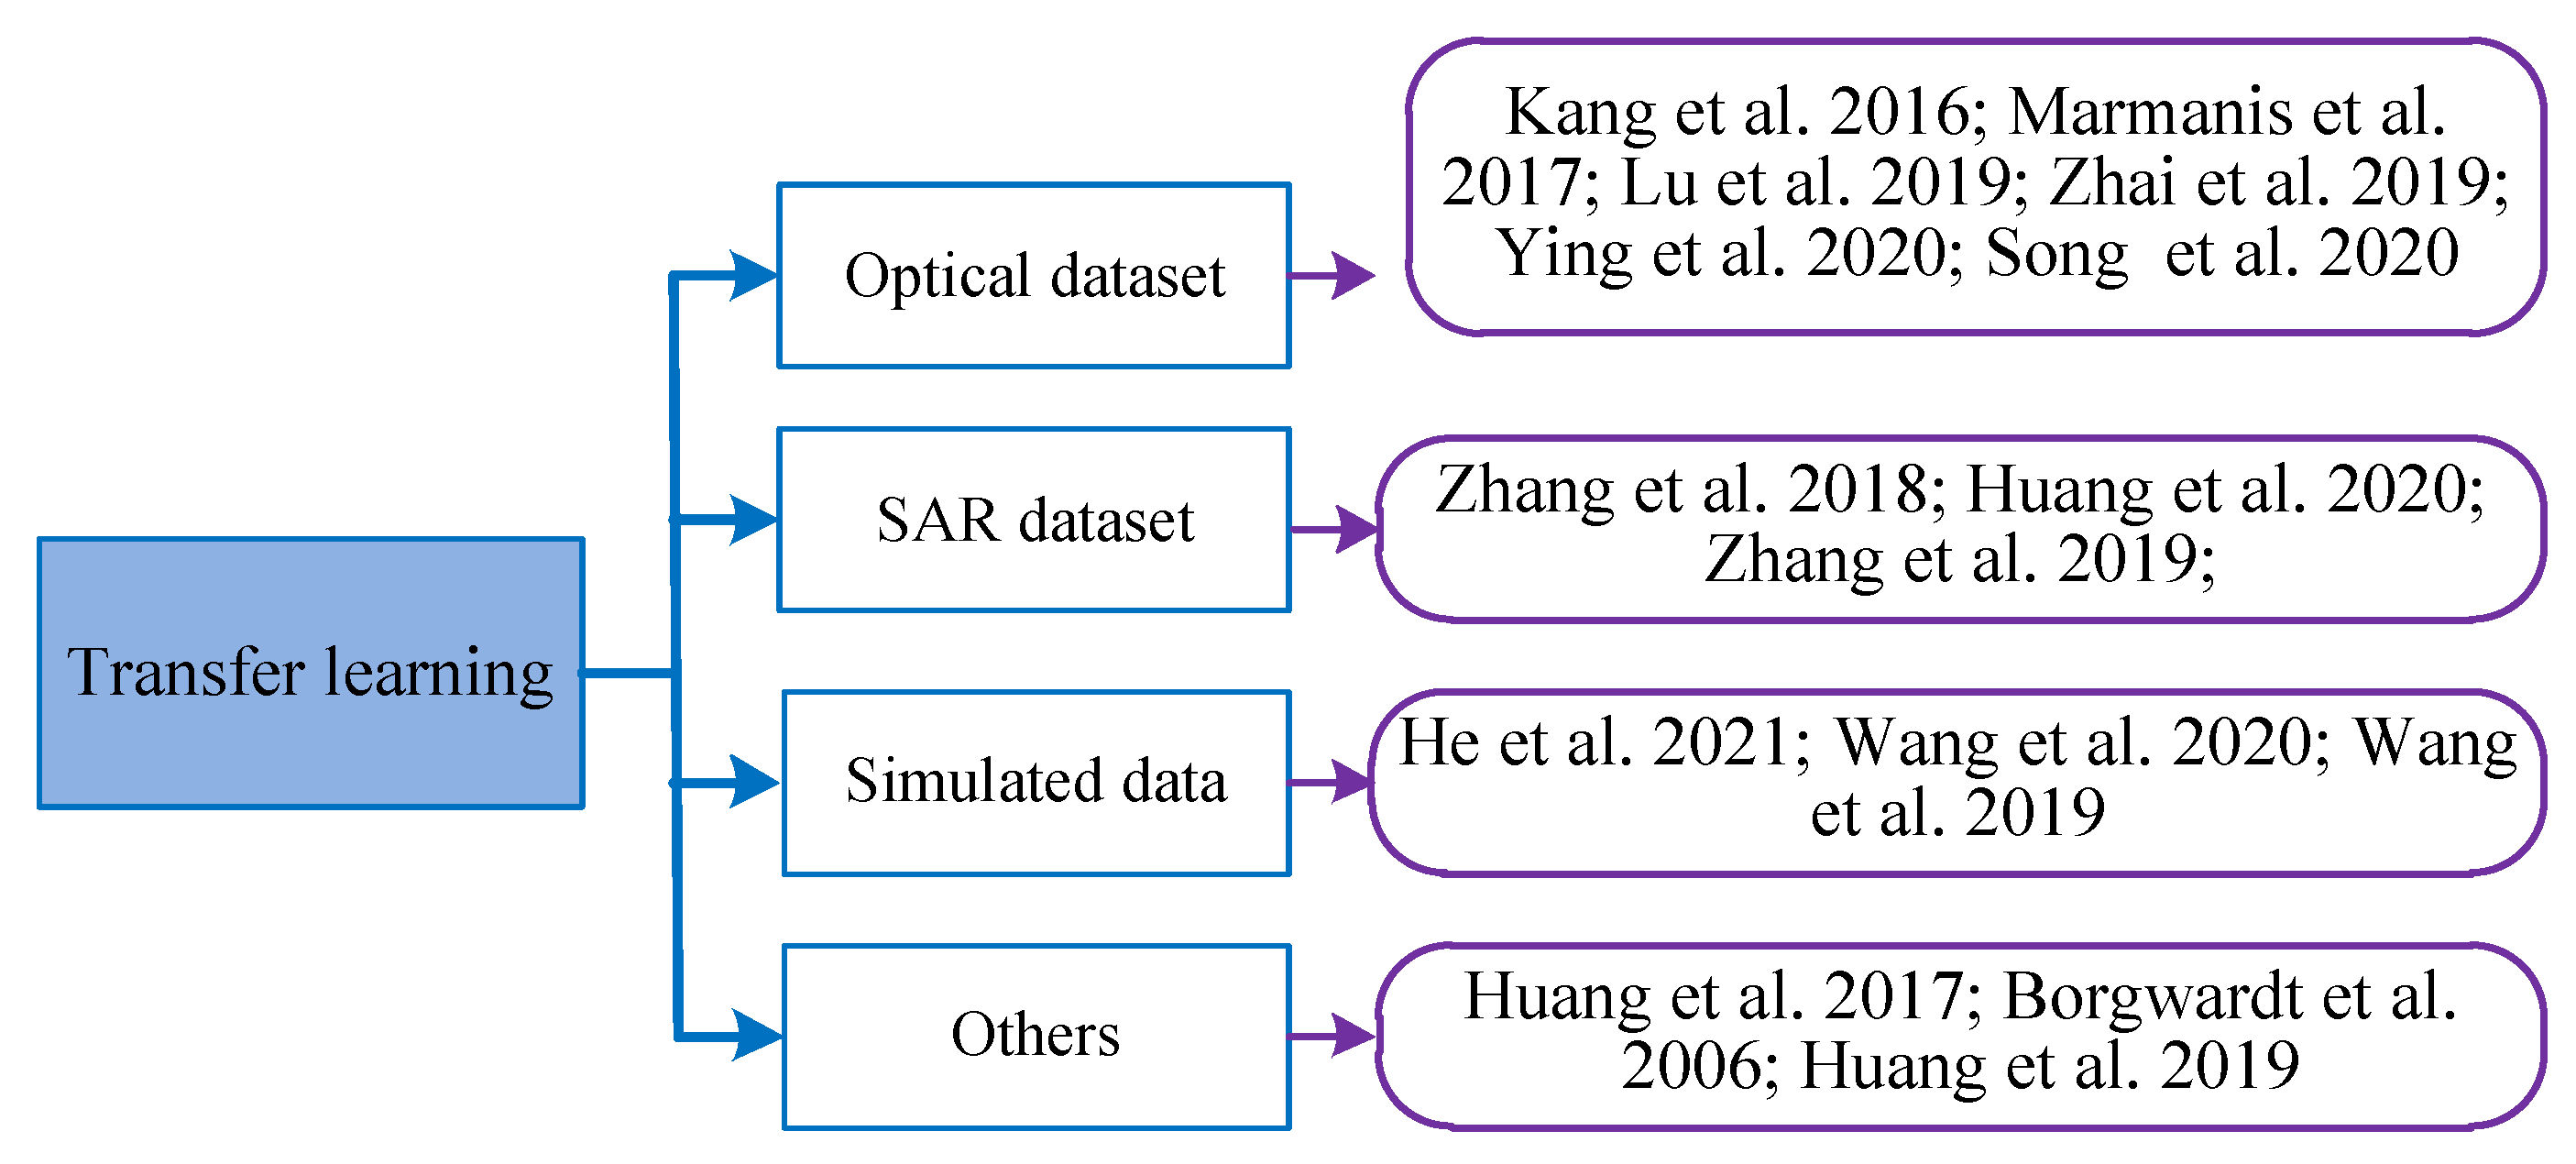 Transfer learning
Optical dataset
Kang et al. 2016; Marmanis et al.
2017; Lu et al. 2019; Zhai et al. 2019;
Ying et al. 2020; Song  et al. 2020
SAR dataset
Zhang et al. 2018; Huang et al. 2020;
Zhang et al. 2019;
Simulated data
He et al. 2021; Wang et al. 2020; Wang
et al. 2019
Others
Huang et al. 2017; Borgwardt et al.
2006; Huang et al. 2019